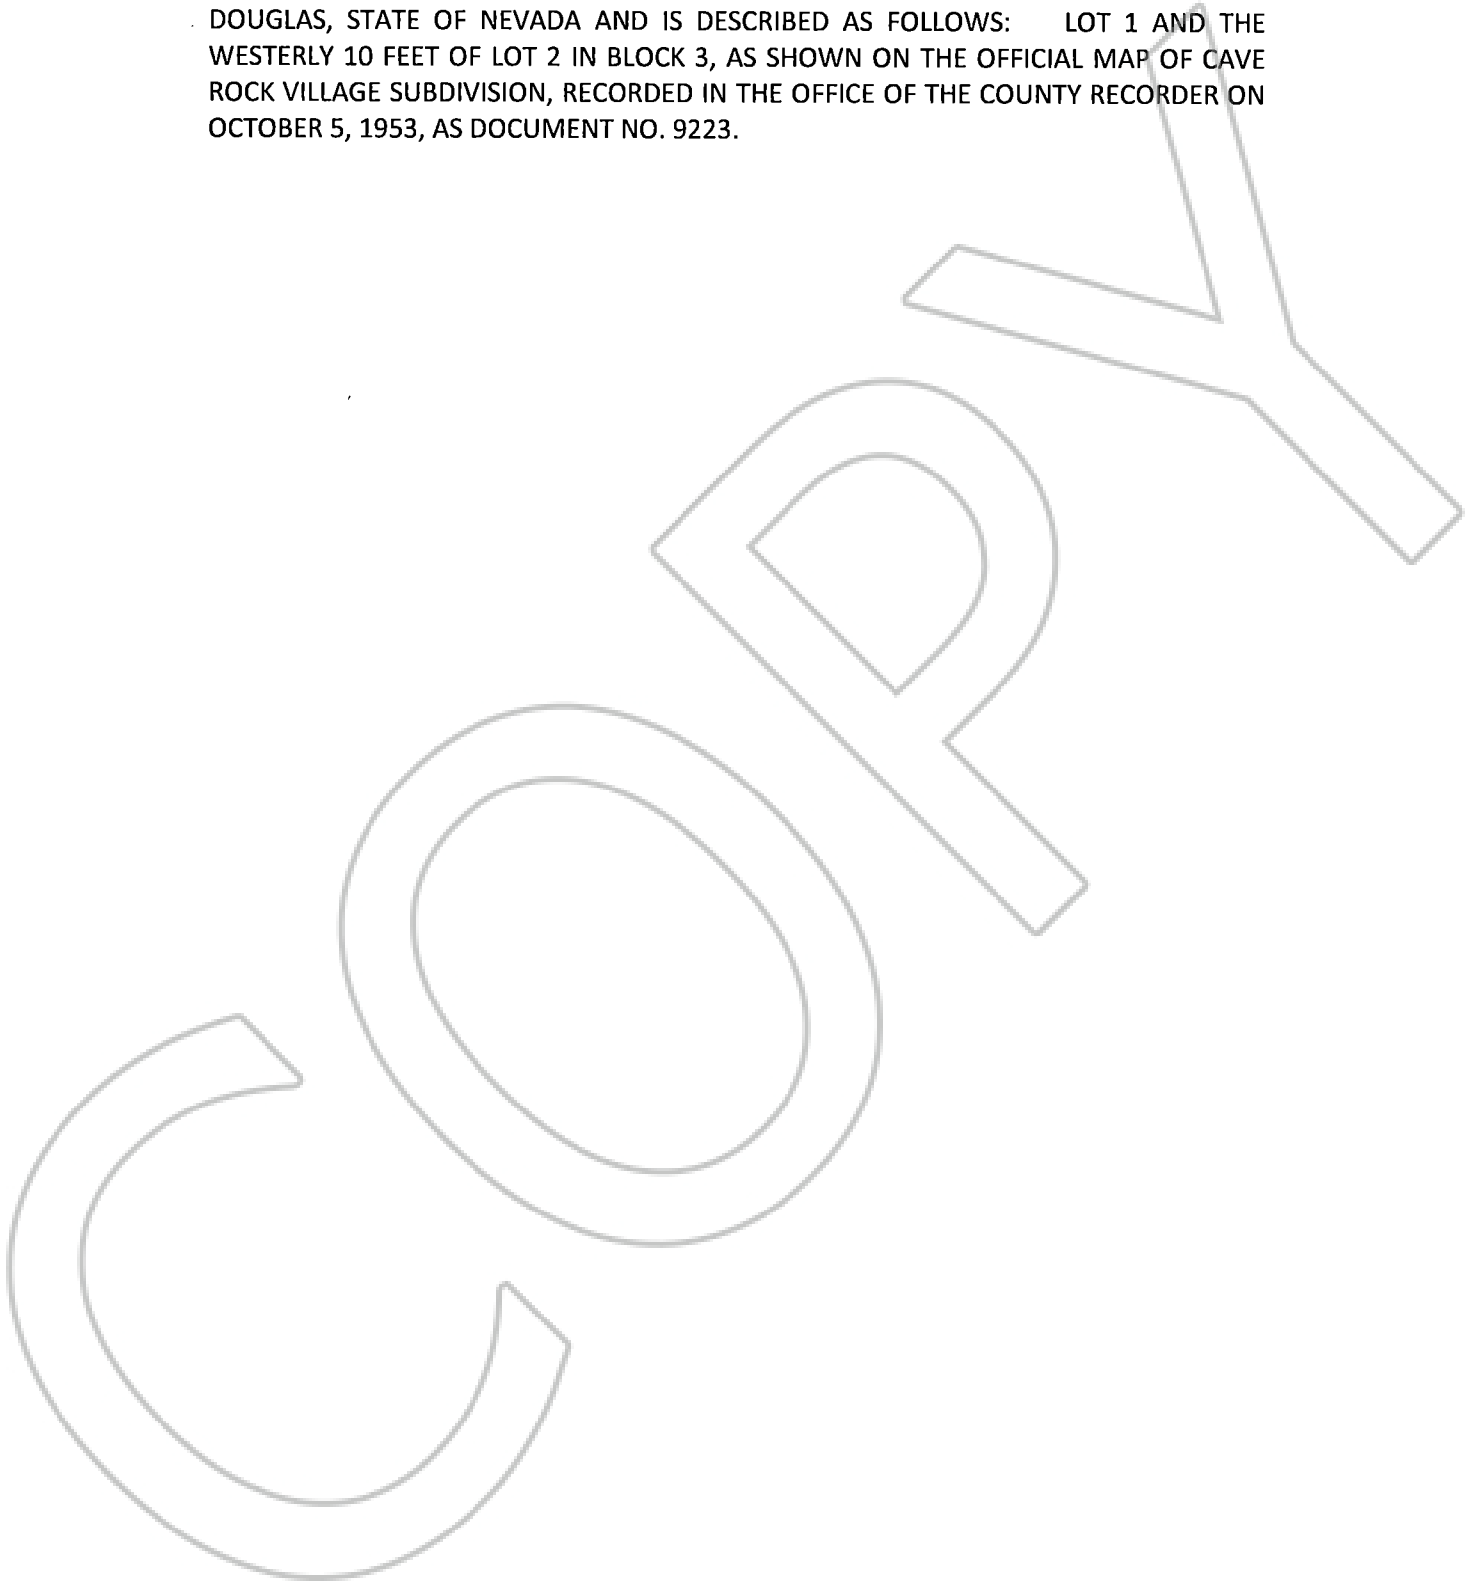 DOUGLAS, STATE OF NEVADA AND IS DESCRIBED AS FOLLOWS: LOT 1 AND THE
WESTERLY 10 FEET OF LOT 2 IN BLOCK 3, AS SHOWN ON THE OFFICIAL MAP OF CAVE
ROCK VILLAGE SUBDIVISION, RECORDED IN THE OFFICE OF THE COUNTY RECORDER ON
OCTOBER 5, 1953, AS DOCUMENT NO. 9223.
COPY